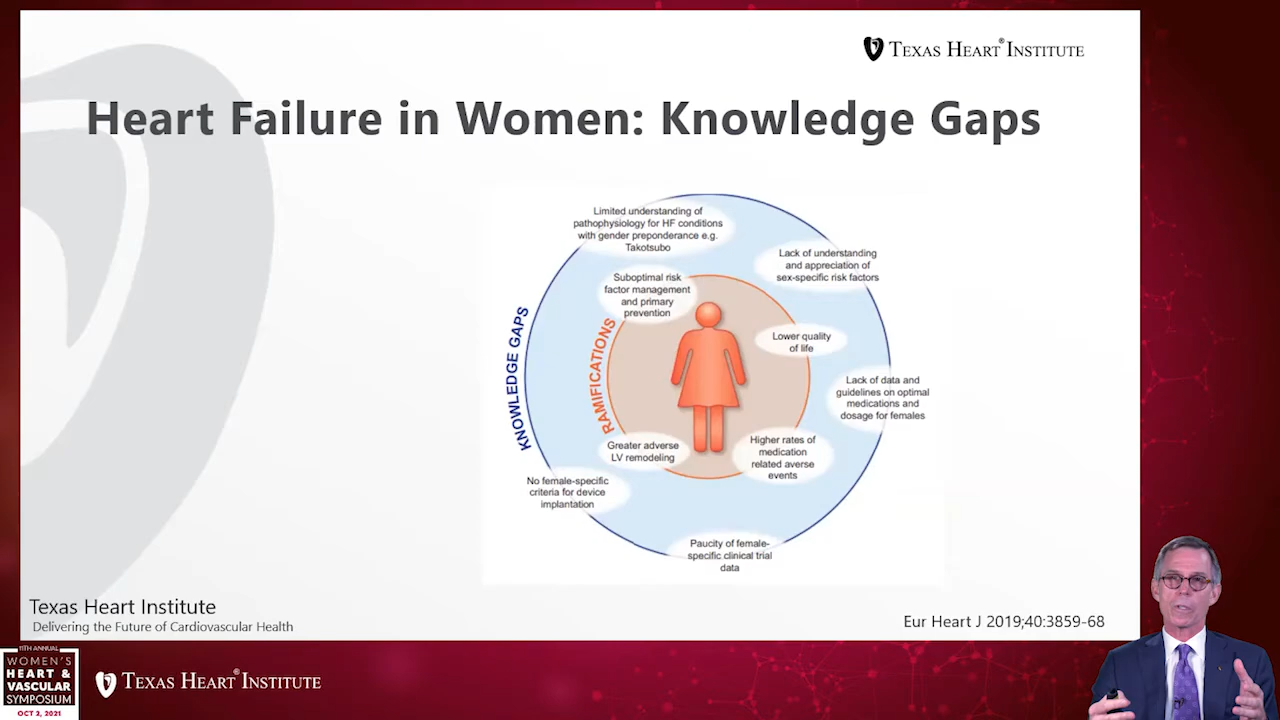 TEXAS HEART® INSTITUTE
Heart Failure in Women: Knowledge Gaps
Limited understanding of
pathophysiology for HF conditions
with gender preponderance e.g.
Takotsubo
Lack of understanding
and appreciation of
sex-specific risk factors
Suboptimal risk
factor management
and primary
prevention
KNOWLEDGE GAPS
RAMIFICATIONS
Lower quality
of life
Lack of data and
guidelines on optimal
medications and
dosage for females
Greater adverse
LV remodeling
Higher rates of
medication
related averse
events
No female-specific
criteria for device
implantation
Paucity of female-
specific clinical trial
data
Texas Heart Institute
Delivering the Future of Cardiovascular Health
Eur Heart J 2019;40:3859-68
11TH ANNUAL
WOMEN'S
HEART &
VASCULAR
SYMPOSIUM
OCT 2, 2021
TEXAS HEART® INSTITUTE